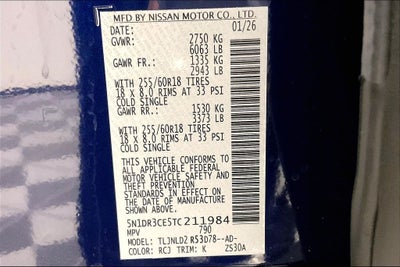 MFD BY NISSAN MOTOR CO., LTD.
DATE: 01/26
GVWR: 2750 KG
6063 LB
GAWR FR.: 1335 KG
2943 LB
WITH 255/60R18 TIRES
18 x 8.0 RIMS AT 33 PSI
COLD SINGLE
GAWR RR.: 1530 KG
3373 LB
WITH 255/60R18 TIRES
18 x 8.0 RIMS AT 33 PSI
COLD SINGLE
THIS VEHICLE CONFORMS TO
ALL APPLICABLE FEDERAL
MOTOR VEHICLE SAFETY
AND THEFT PREVENTION
STANDARDS IN EFFECT ON
THE DATE OF MANUFACTURE
SHOWN ABOVE.
5N1DR3CE5TC211984
MPV 790
MODEL: TLJNLD2 R53D78--AD-
COLOR: RCJ TRIM: K ZS30A